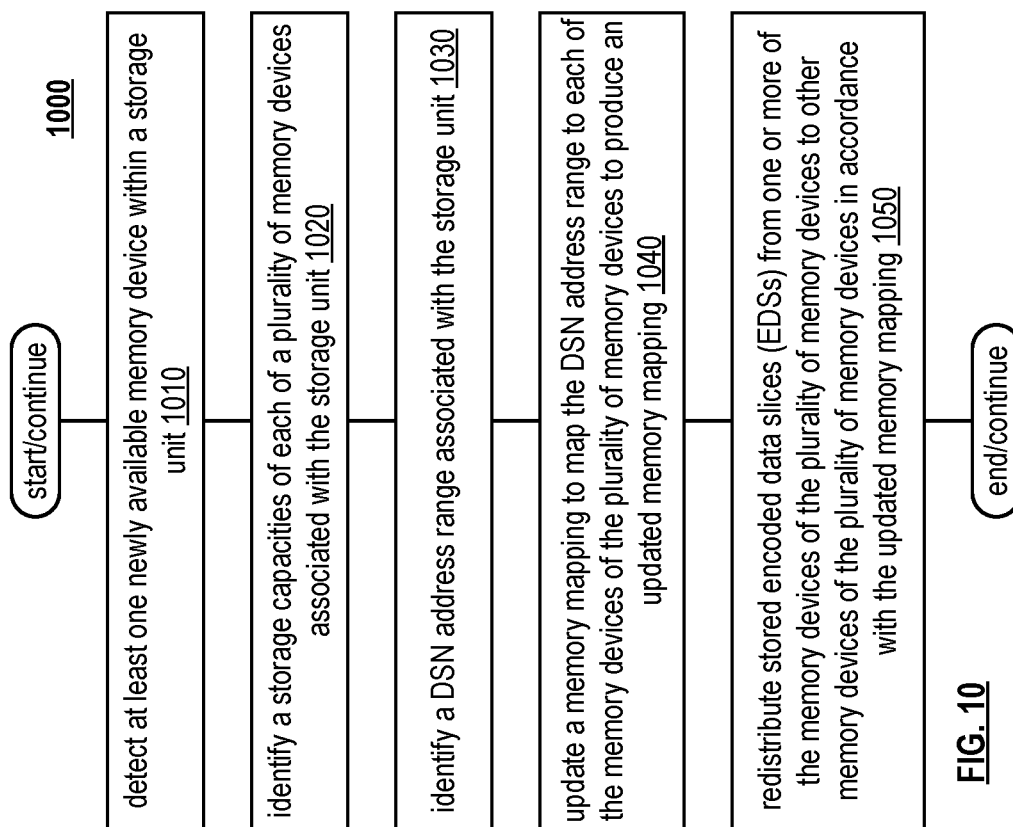 1000
start/continue
detect at least one newly available memory device within a storage
unit 1010
identify a storage capacities of each of a plurality of memory devices
associated with the storage unit 1020
identify a DSN address range associated with the storage unit 1030
update a memory mapping to map the DSN address range to each of
the memory devices of the plurality of memory devices to produce an
updated memory mapping 1040
redistribute stored encoded data slices (EDSs) from one or more of
the memory devices of the plurality of memory devices to other
memory devices of the plurality of memory devices in accordance
with the updated memory mapping 1050
end/continue
FIG. 10